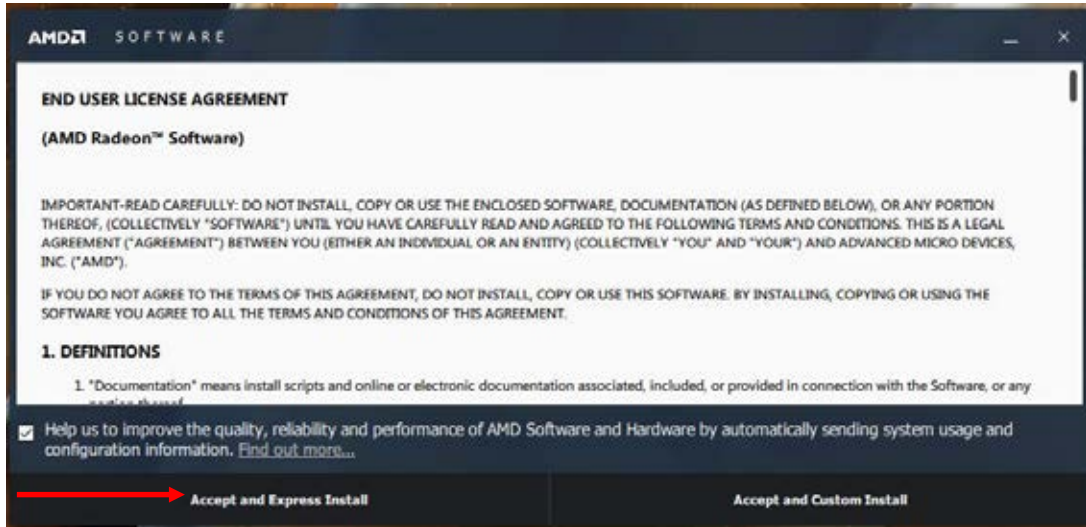 AMD SOFTWARE
END USER LICENSE AGREEMENT
(AMD Radeon™ Software)
IMPORTANT-READ CAREFULLY: DO NOT INSTALL, COPY OR USE THE ENCLOSED SOFTWARE, DOCUMENTATION (AS DEFINED BELOW), OR ANY PORTION
THEREOF, (COLLECTIVELY "SOFTWARE") UNTIL YOU HAVE CAREFULLY READ AND AGREED TO THE FOLLOWING TERMS AND CONDITIONS. THIS IS A LEGAL
AGREEMENT ("AGREEMENT") BETWEEN YOU (EITHER AN INDIVIDUAL OR AN ENTITY) (COLLECTIVELY "YOU" AND "YOUR") AND ADVANCED MICRO DEVICES,
INC. ("AMD").
IF YOU DO NOT AGREE TO THE TERMS OF THIS AGREEMENT, DO NOT INSTALL, COPY OR USE THIS SOFTWARE. BY INSTALLING, COPYING OR USING THE
SOFTWARE YOU AGREE TO ALL THE TERMS AND CONDITIONS OF THIS AGREEMENT.
1. DEFINITIONS
1. "Documentation" means install scripts and online or electronic documentation associated, included, or provided in connection with the Software, or any
Help us to improve the quality, reliability and performance of AMD Software and Hardware by automatically sending system usage and
configuration information. Find out more...
Accept and Express Install
Accept and Custom Install